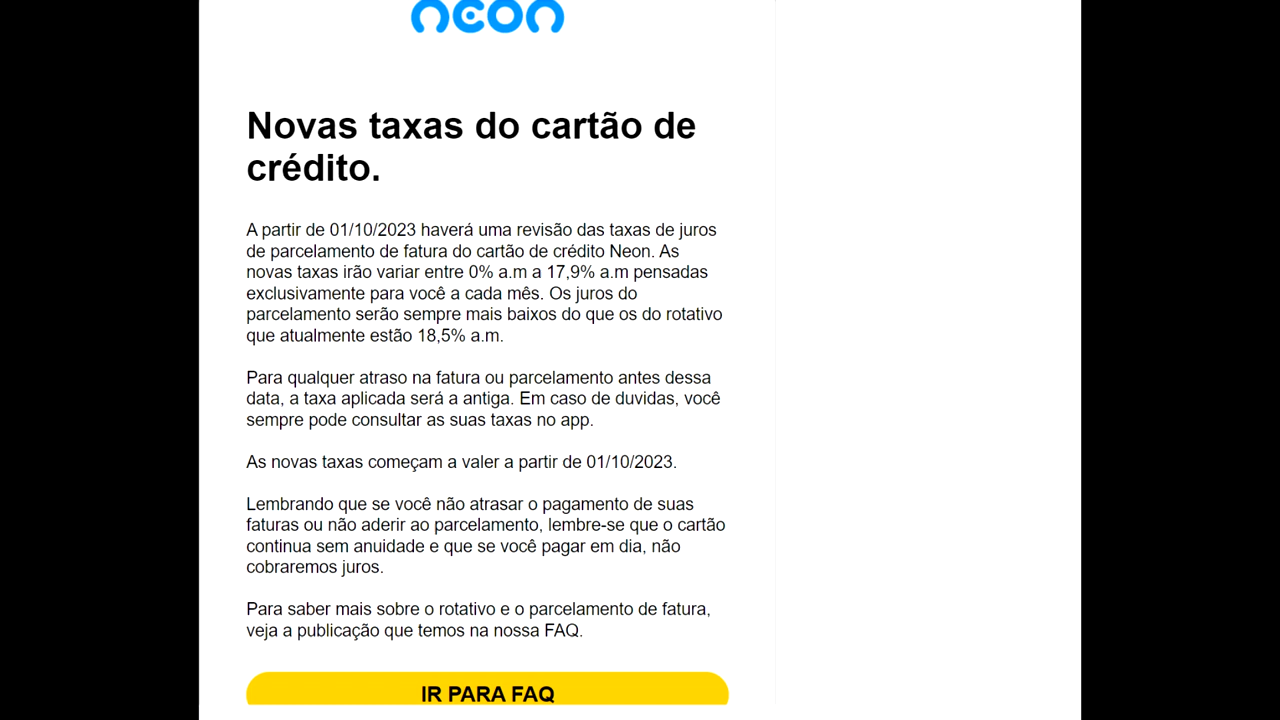 neon
Novas taxas do cartão de
crédito.
A partir de 01/10/2023 haverá uma revisão das taxas de juros
de parcelamento de fatura do cartão de crédito Neon. As
novas taxas irão variar entre 0% a.m a 17,9% a.m pensadas
exclusivamente para você a cada mês. Os juros do
parcelamento serão sempre mais baixos do que os do rotativo
que atualmente estão 18,5% a.m.
Para qualquer atraso na fatura ou parcelamento antes dessa
data, a taxa aplicada será a antiga. Em caso de duvidas, você
sempre pode consultar as suas taxas no app.
As novas taxas começam a valer a partir de 01/10/2023.
Lembrando que se você não atrasar o pagamento de suas
faturas ou não aderir ao parcelamento, lembre-se que o cartão
continua sem anuidade e que se você pagar em dia, não
cobraremos juros.
Para saber mais sobre o rotativo e o parcelamento de fatura,
veja a publicação que temos na nossa FAQ.
IR PARA FAQ